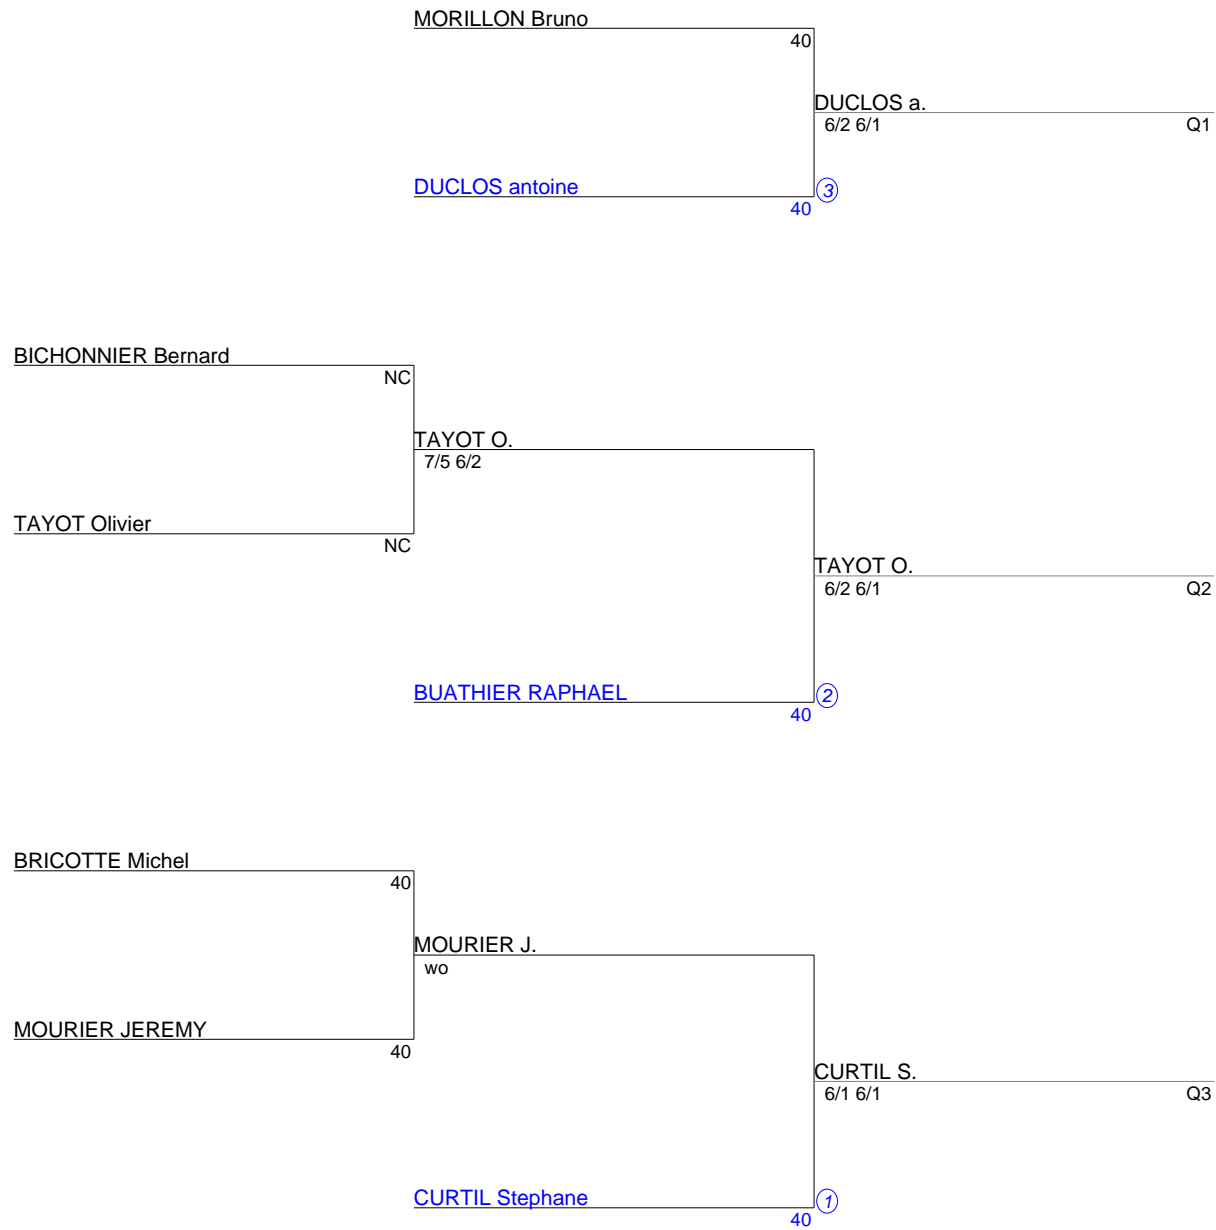 MORILLON Bruno
40
DUCLOS a.
6/2 6/1 Q1
DUCLOS antoine
40 3
BICHONNIER Bernard
NC
TAYOT O.
7/5 6/2
TAYOT Olivier
NC
TAYOT O.
6/2 6/1 Q2
BUATHIER RAPHAEL
40 2
BRICOTTE Michel
40
MOURIER J.
wo
MOURIER JEREMY
40
CURTIL S.
6/1 6/1 Q3
CURTIL Stephane
40 1